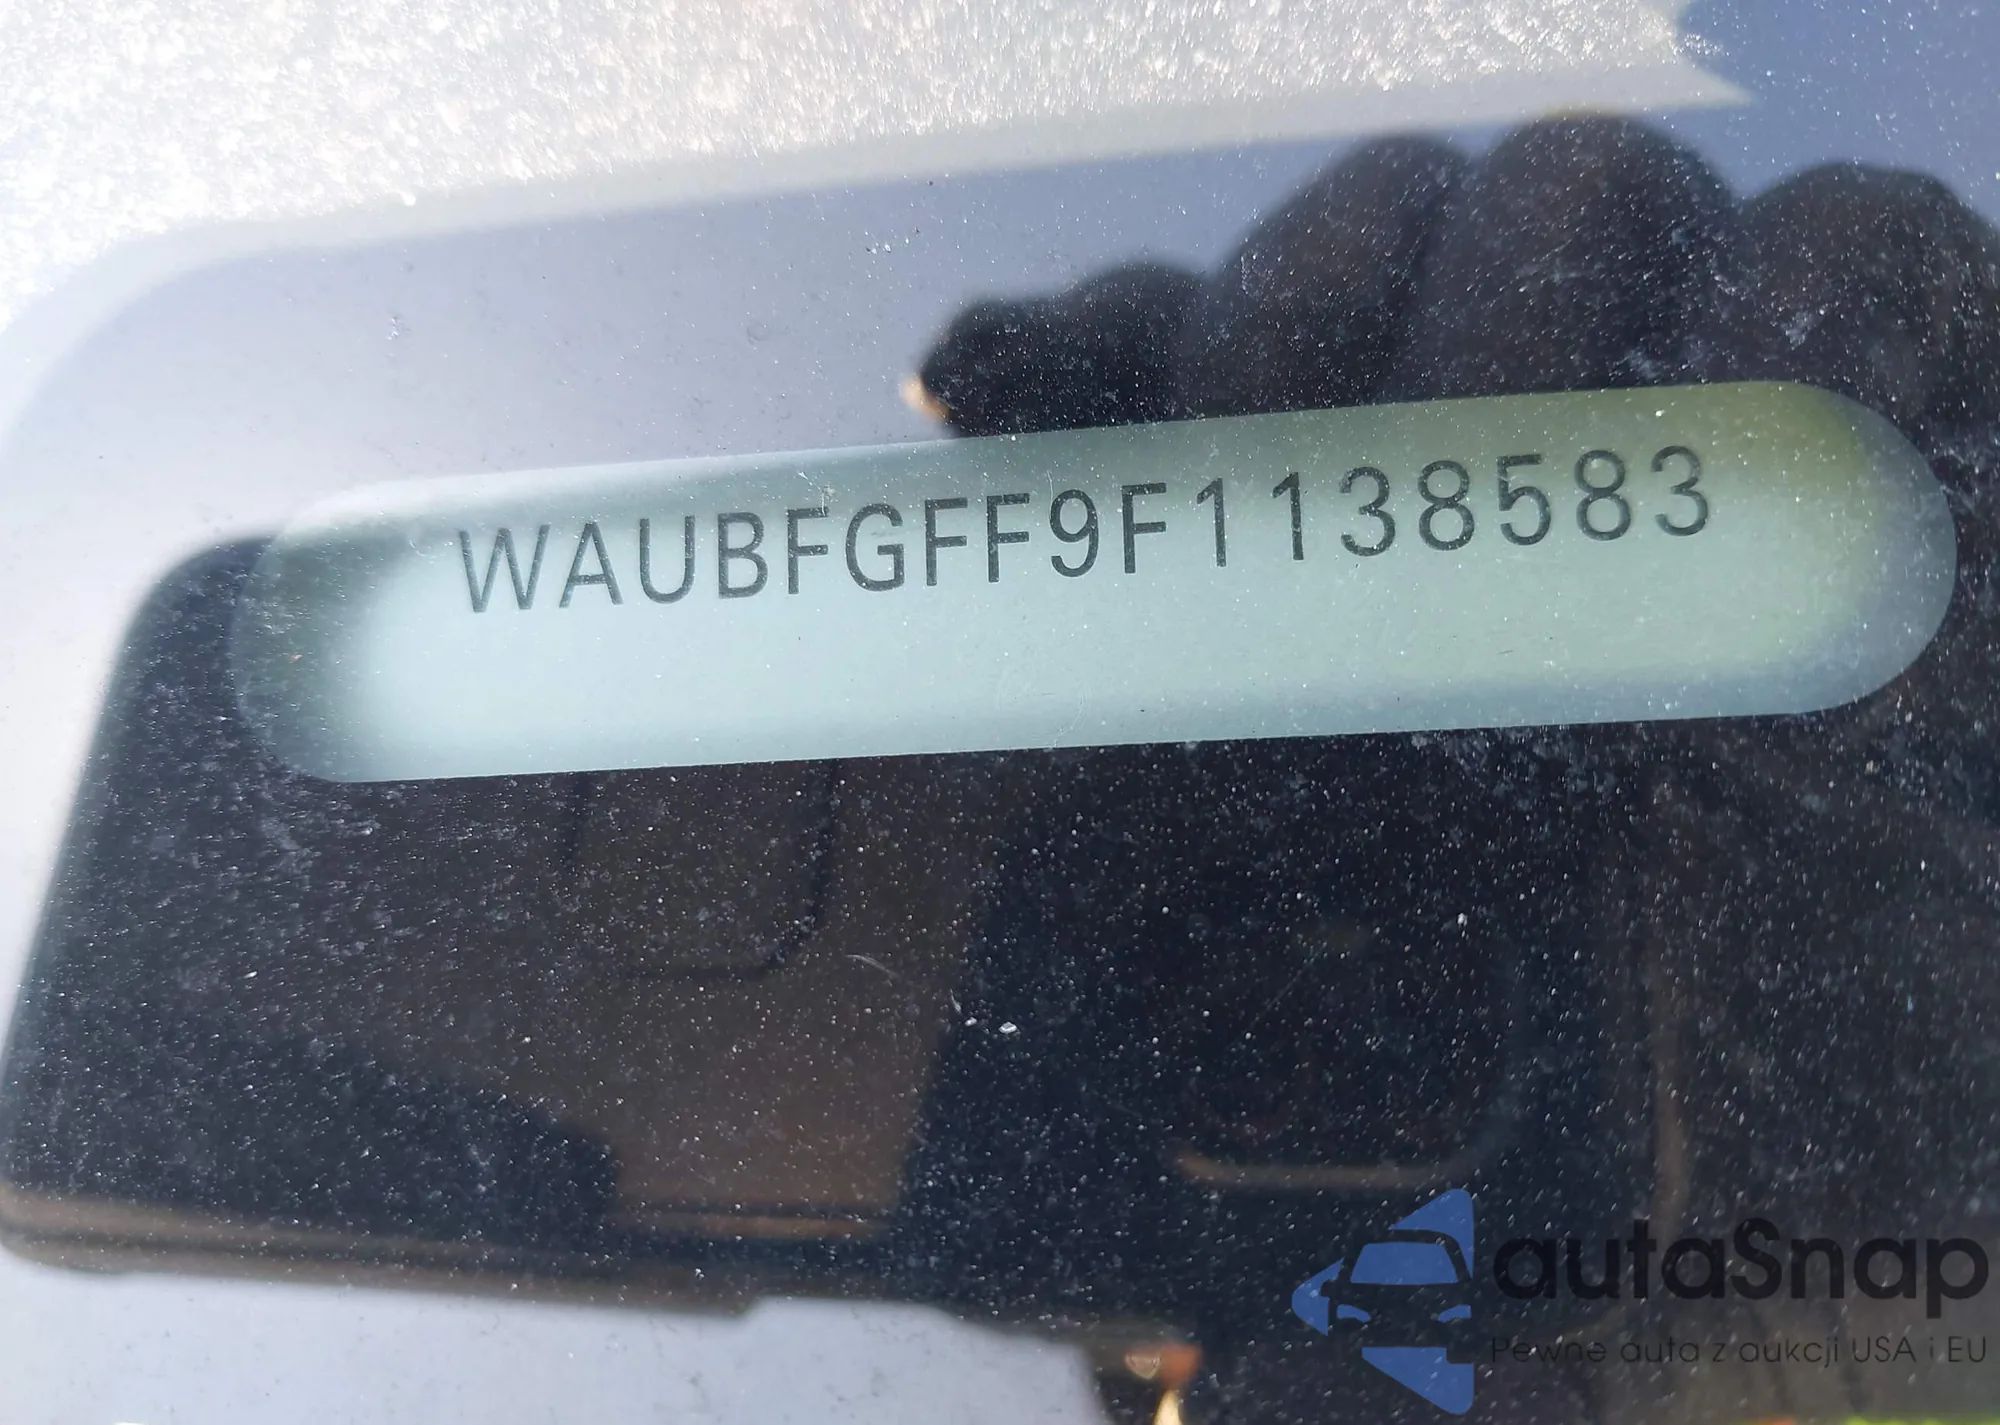 WAUBFGFF9F1138583
autaSnap
Pewne auta z aukcji USA i EU